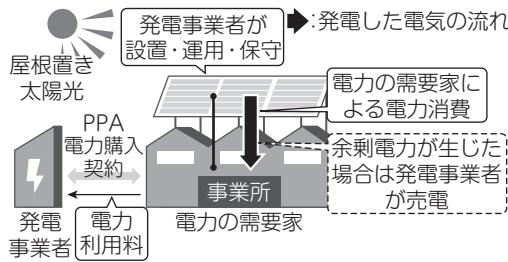 発電事業者が
設置・運用・保守
:発電した電気の流れ
屋根置き
太陽光
電力の需要家
による電力消費
PPA
電力購入
契約
余剰電力が生じた
場合は発電事業者
が売電
事業所
発電
事業者
電力
利用料
電力の需要家